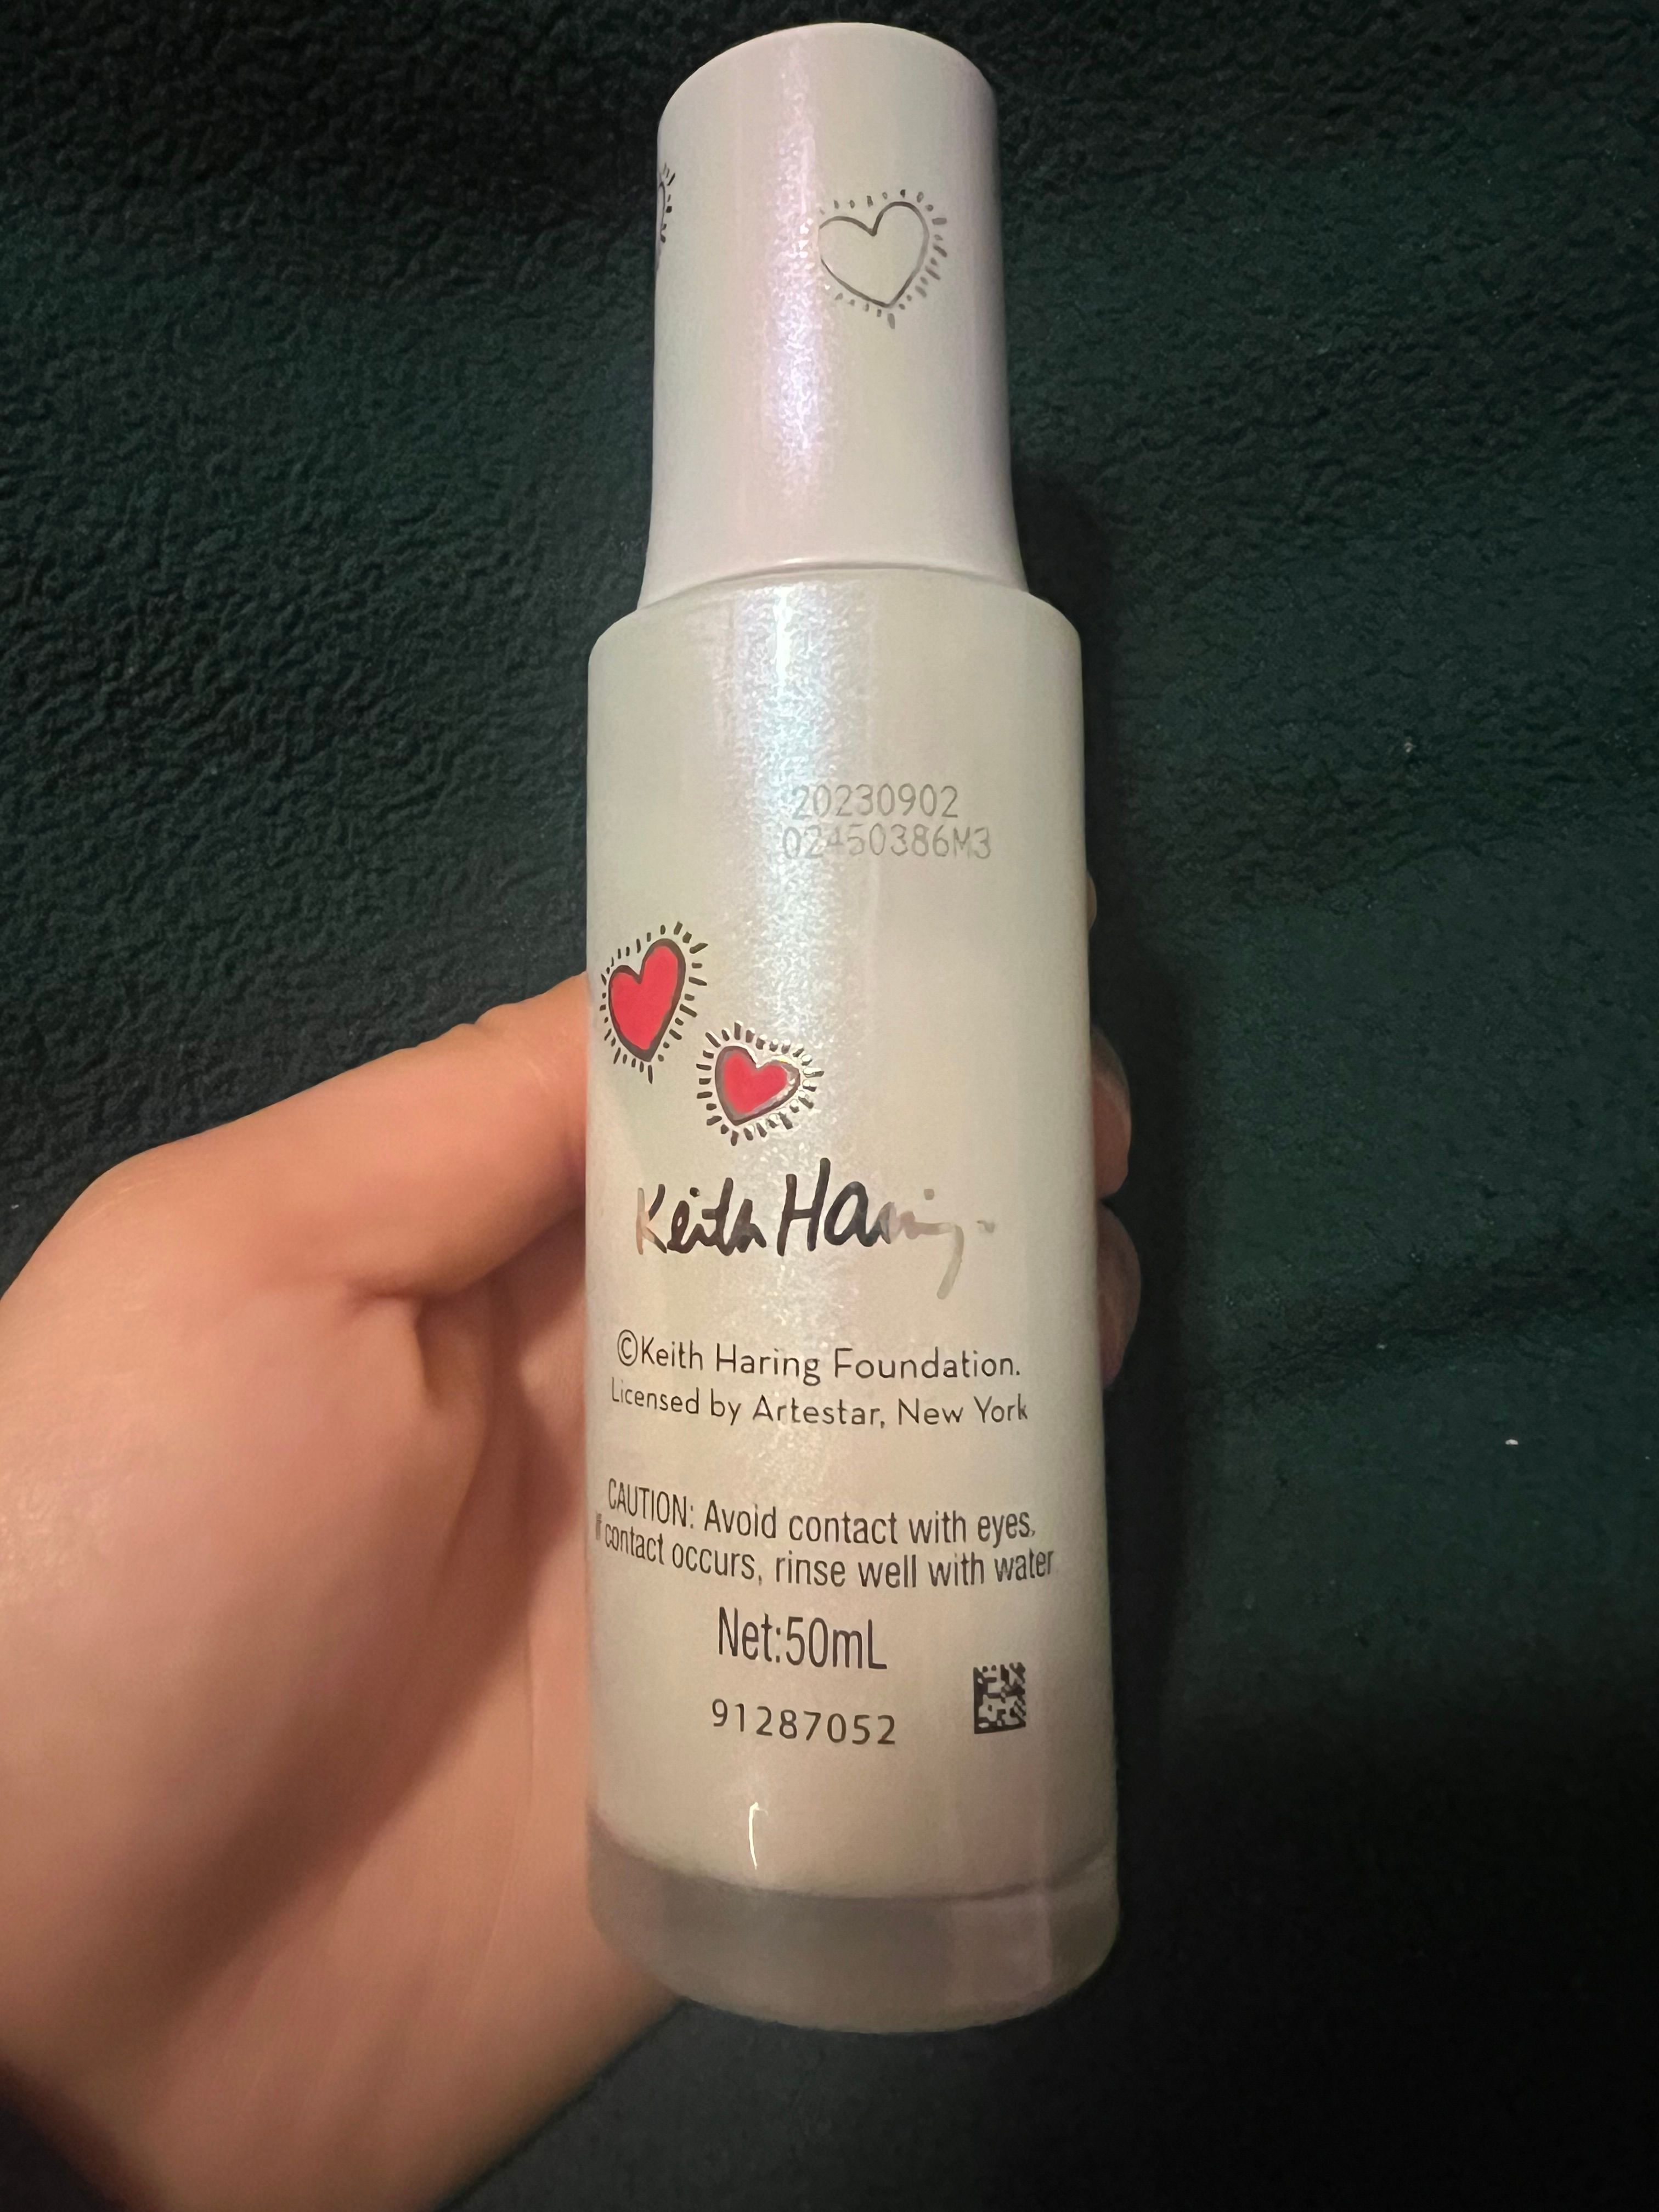 20230902
02450386M3
Keith Haring
©Keith Haring Foundation.
Licensed by Artestar, New York
CAUTION: Avoid contact with eyes.
If contact occurs, rinse well with water
Net:50mL
91287052